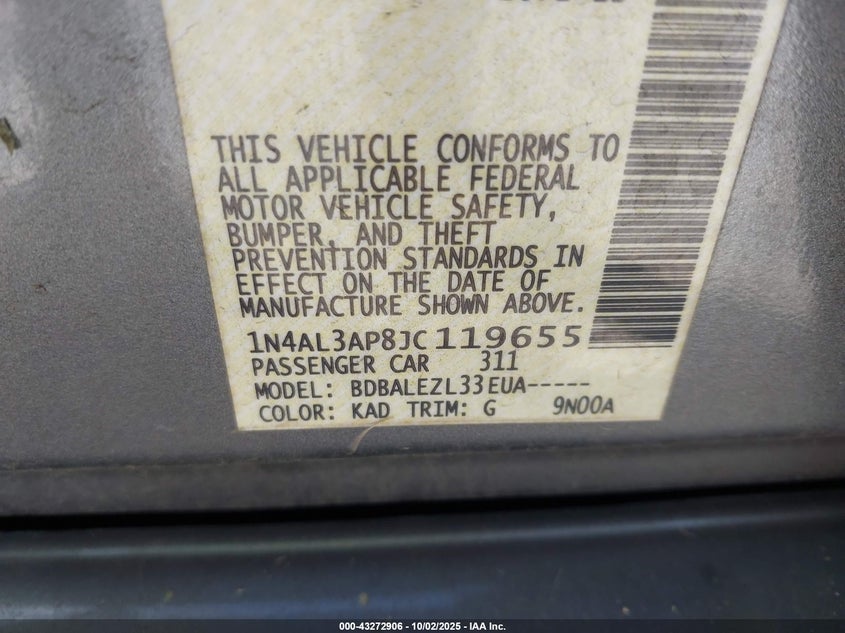 THIS VEHICLE CONFORMS TO
ALL APPLICABLE FEDERAL
MOTOR VEHICLE SAFETY,
BUMPER, AND THEFT
PREVENTION STANDARDS IN
EFFECT ON THE DATE OF
MANUFACTURE SHOWN ABOVE.
1N4AL3AP8JC119655
PASSENGER CAR 311
MODEL: BDBALEZL33EUA-----
COLOR: KAD TRIM: G 9N00A
000-43272906 - 10/02/2025 - IAA Inc.